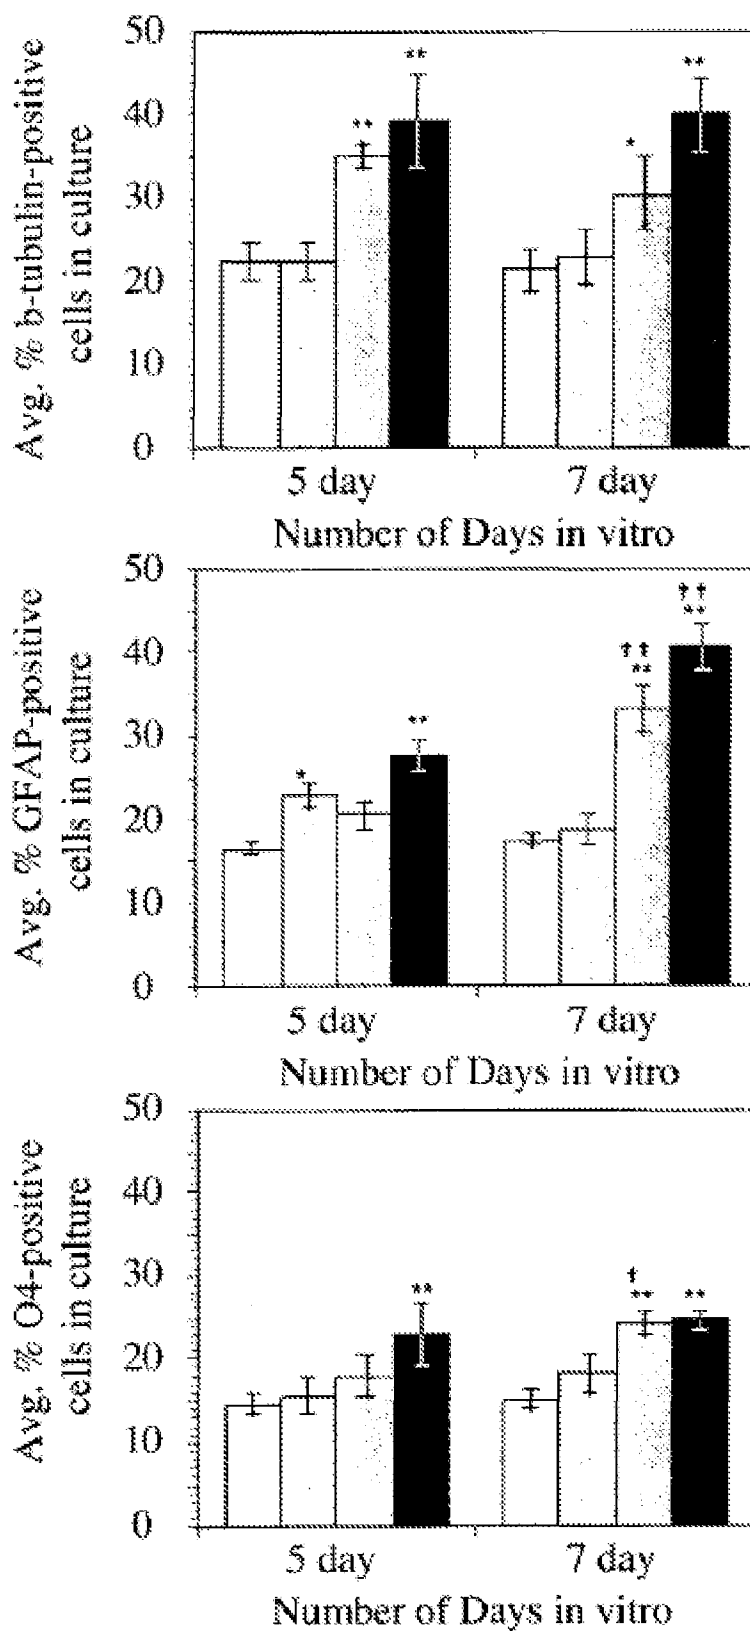 Avg. % b-tubulin-positive
cells in culture
50
40
30
20
10
0
** ** * **
5 day 7 day
Number of Days in vitro
Avg. % GFAP-positive
cells in culture
50
40
30
20
10
0
†† ††
* ** ** **
5 day 7 day
Number of Days in vitro
Avg. % O4-positive
cells in culture
50
40
30
20
10
0
†
** ** **
5 day 7 day
Number of Days in vitro